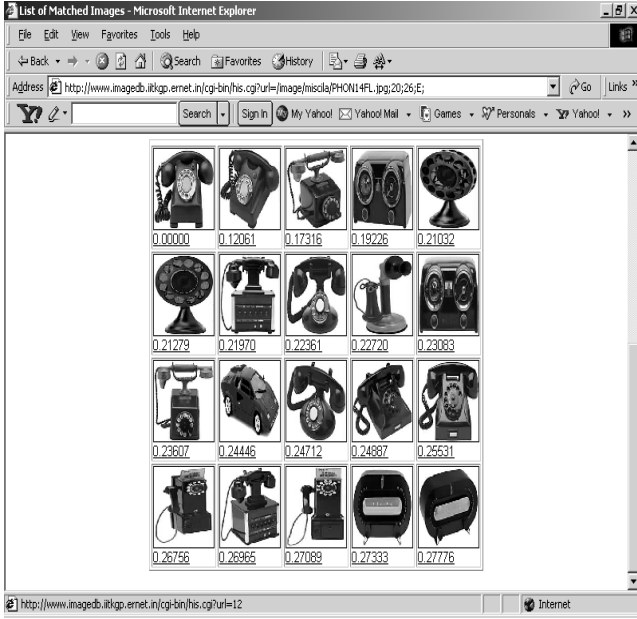 List of Matched Images - Microsoft Internet Explorer
File Edit View Favorites Tools Help
Back Search Favorites History
Address http://www.imagedb.iitkgp.ernet.in/cgi-bin/his.cgi?url=/image/miscila/PHON14FL.jpg;20;26;E; Go Links »
Y! Search Sign In My Yahoo! Yahoo! Mail Games Personals Yahoo! »
0.00000 0.12061 0.17316 0.19226 0.21032
0.21279 0.21970 0.22361 0.22720 0.23083
0.23607 0.24446 0.24712 0.24887 0.25531
0.26756 0.26965 0.27089 0.27333 0.27776
http://www.imagedb.iitkgp.ernet.in/cgi-bin/his.cgi?url=12 Internet